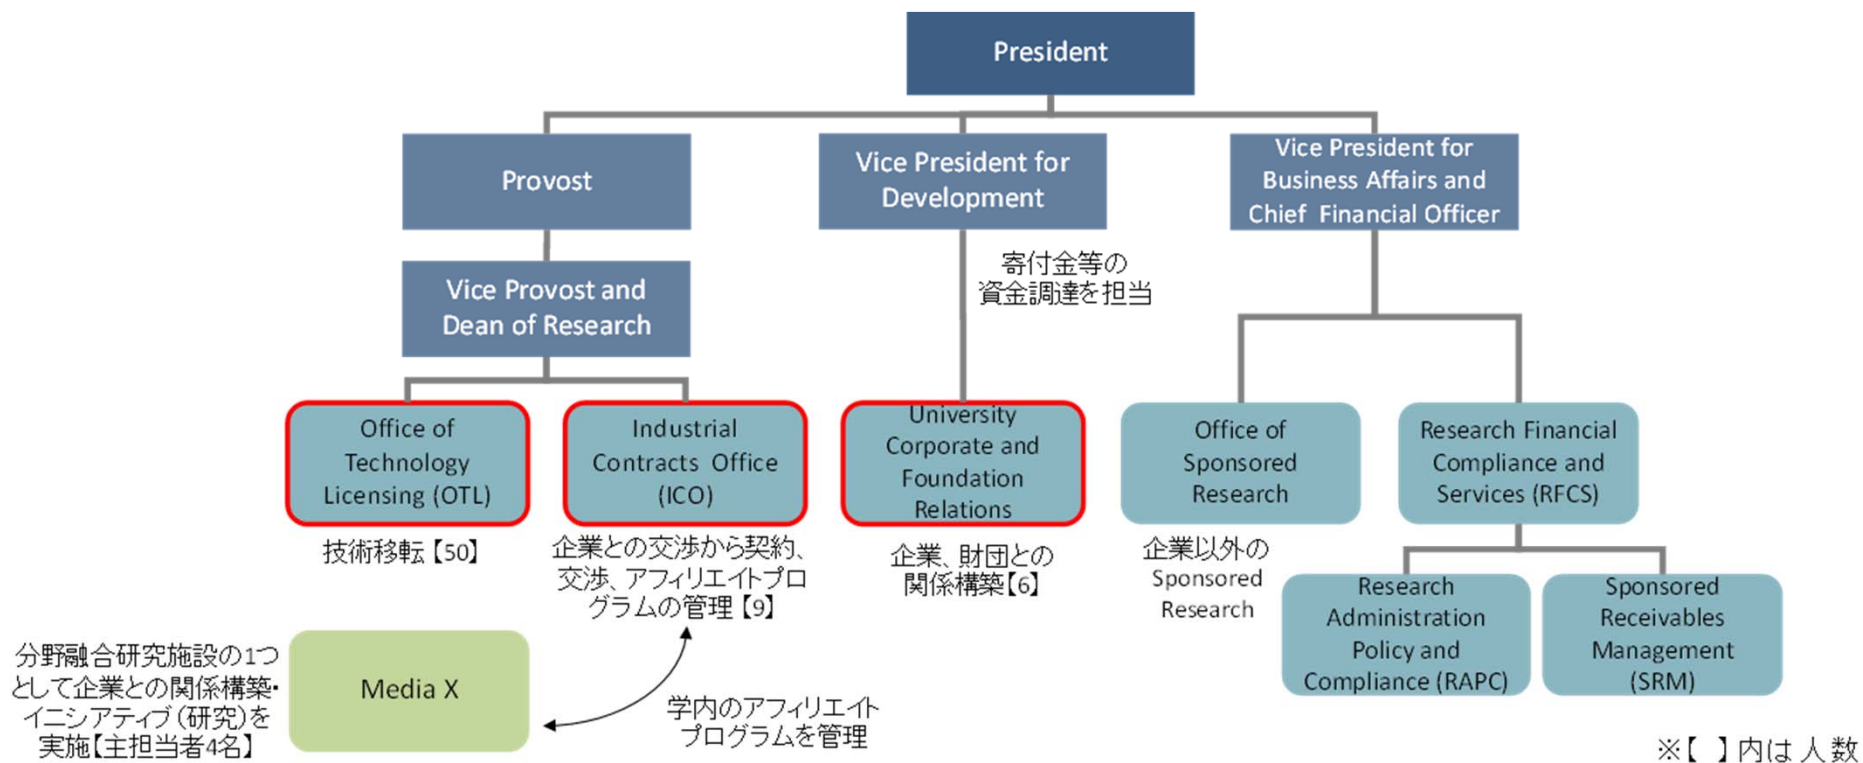 President
Provost
Vice President for
Development
Vice President for
Business Affairs and
Chief Financial Officer
寄付金等の
資金調達を担当
Vice Provost and
Dean of Research
Office of
Technology
Licensing (OTL)
Industrial
Contracts Office
(ICO)
University
Corporate and
Foundation
Relations
Office of
Sponsored
Research
Research Financial
Compliance and
Services (RFCS)
技術移転【50】
企業との交渉から契約、
交渉、アフィリエイトプロ
グラムの管理【9】
企業、財団との
関係構築【6】
企業以外の
Sponsored
Research
Research
Administration
Policy and
Compliance (RAPC)
Sponsored
Receivables
Management
(SRM)
分野融合研究施設の1つ
として企業との関係構築・
イニシアティブ(研究)を
実施【主担当者4名】
Media X
学内のアフィリエイト
プログラムを管理
※【 】内は人数